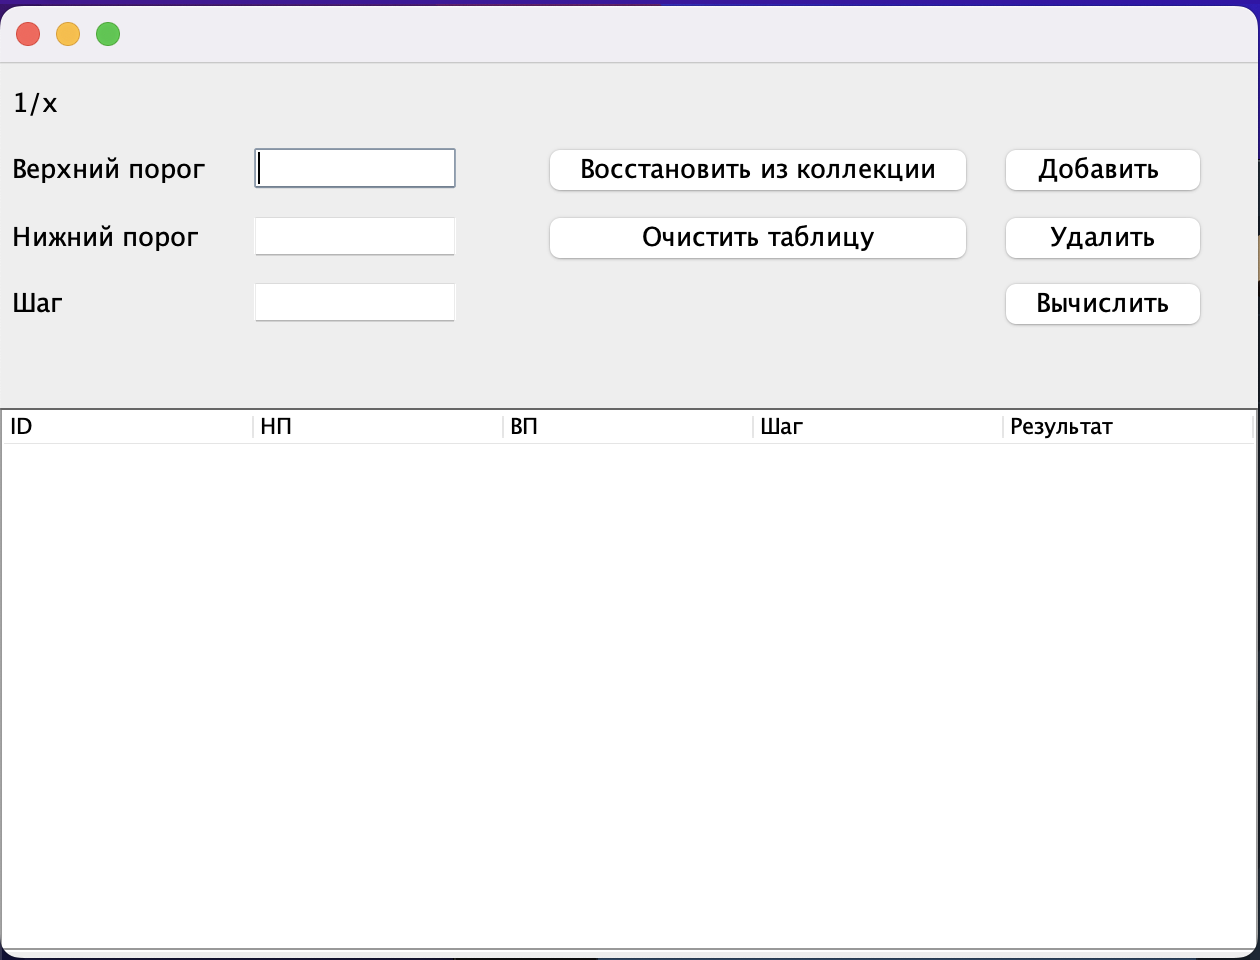 1/x
Верхний порог Восстановить из коллекции Добавить
Нижний порог Очистить таблицу Удалить
Шаг Вычислить
ID НП ВП Шаг Результат